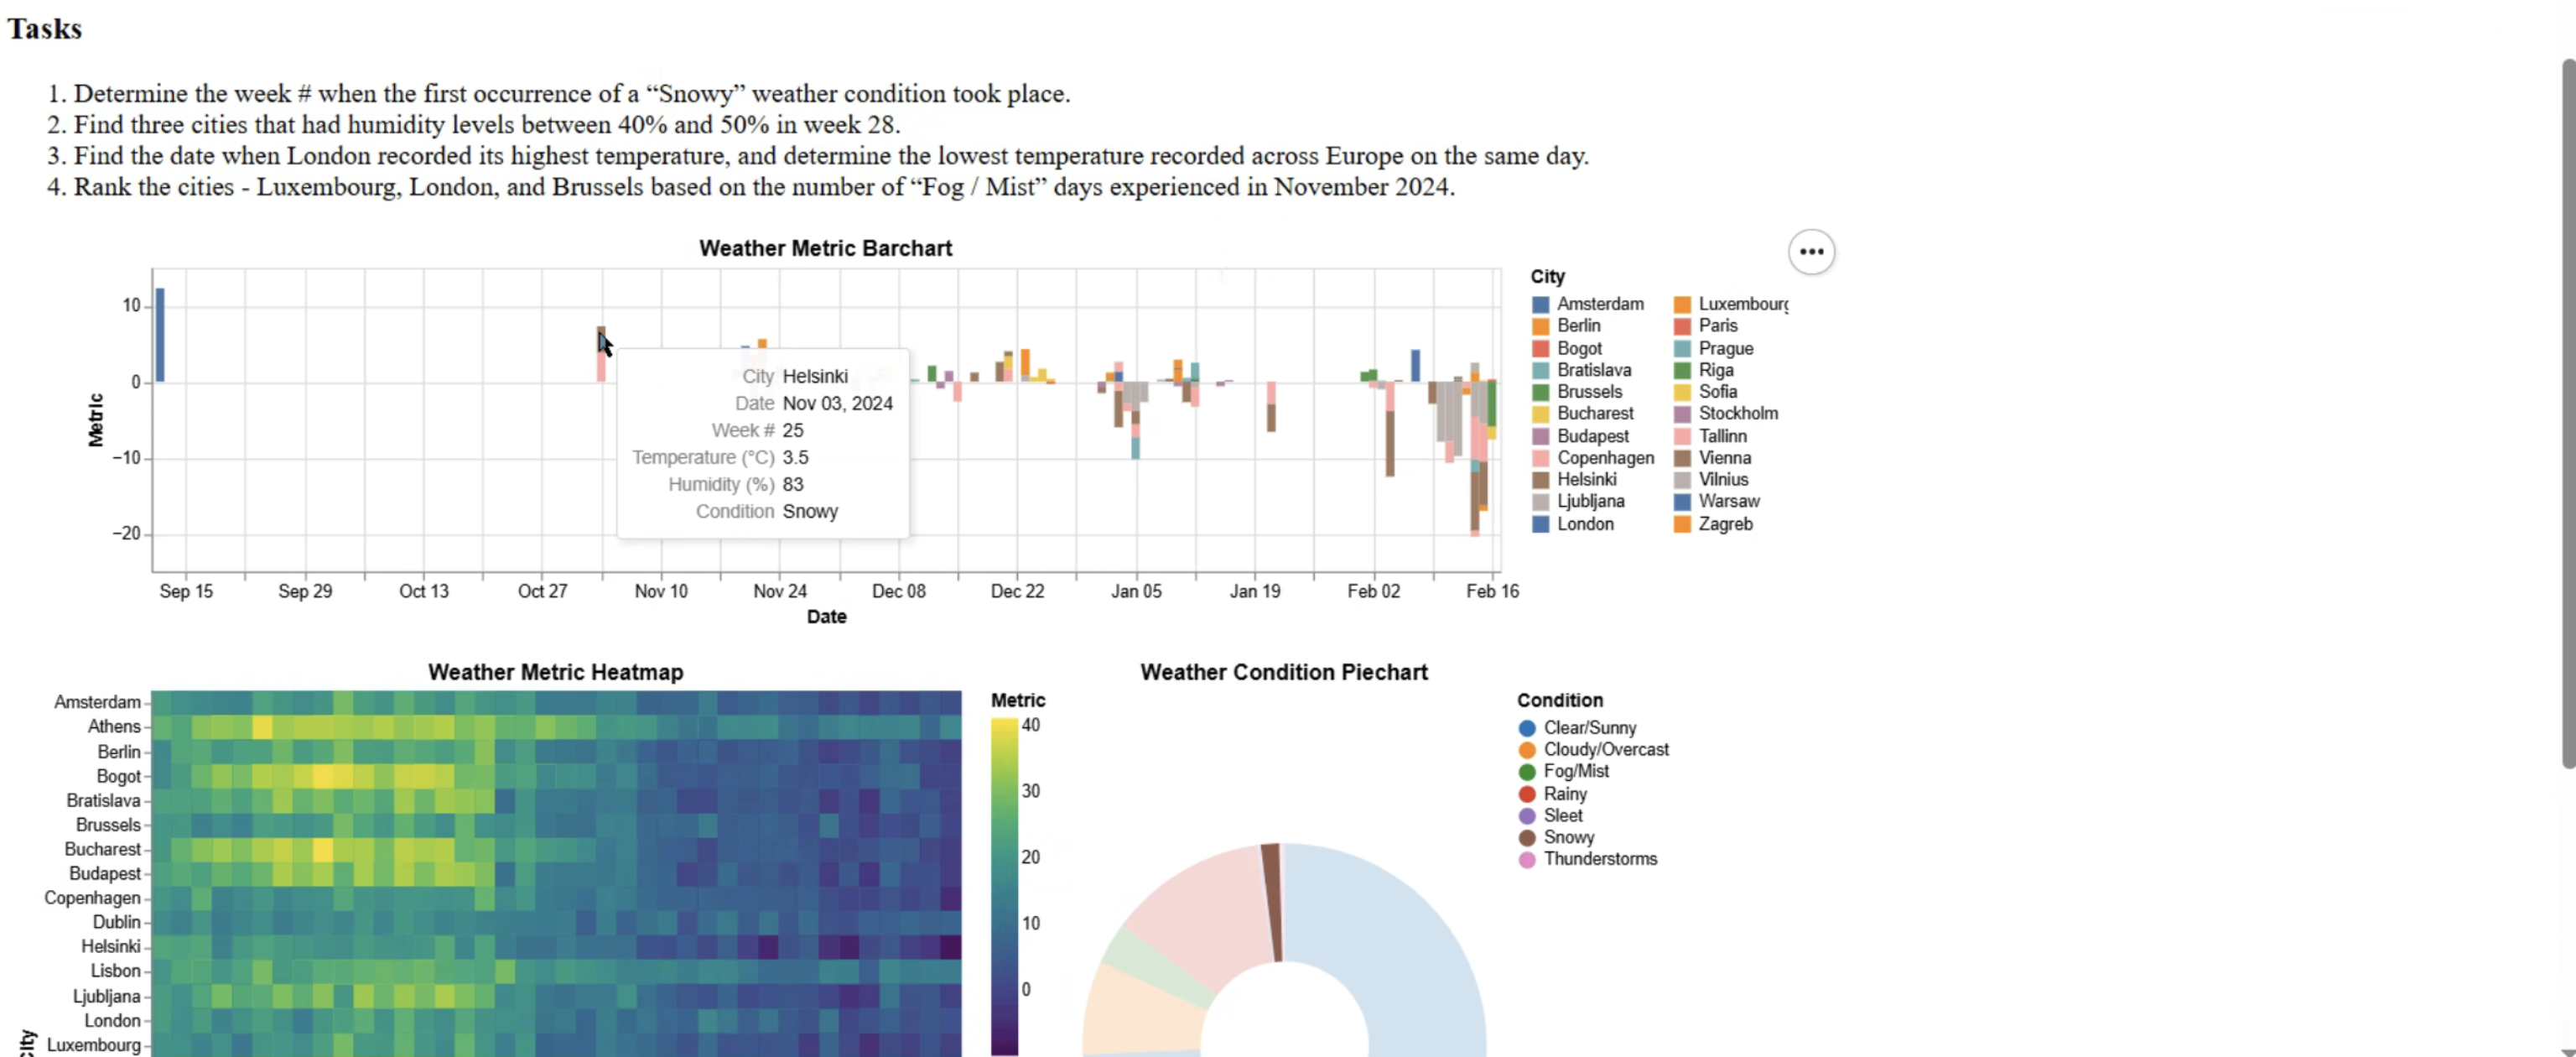 Tasks
1. Determine the week # when the first occurrence of a “Snowy” weather condition took place.
2. Find three cities that had humidity levels between 40% and 50% in week 28.
3. Find the date when London recorded its highest temperature, and determine the lowest temperature recorded across Europe on the same day.
4. Rank the cities - Luxembourg, London, and Brussels based on the number of “Fog / Mist” days experienced in November 2024.
Weather Metric Barchart
Metric
10
0
−10
−20
Sep 15 Sep 29 Oct 13 Oct 27 Nov 10 Nov 24 Dec 08 Dec 22 Jan 05 Jan 19 Feb 02 Feb 16
Date
City Helsinki
Date Nov 03, 2024
Week # 25
Temperature (°C) 3.5
Humidity (%) 83
Condition Snowy
City
Amsterdam Luxembourg
Berlin Paris
Bogot Prague
Bratislava Riga
Brussels Sofia
Bucharest Stockholm
Budapest Tallinn
Copenhagen Vienna
Helsinki Vilnius
Ljubljana Warsaw
London Zagreb
Weather Metric Heatmap
Amsterdam
Athens
Berlin
Bogot
Bratislava
Brussels
Bucharest
Budapest
Copenhagen
Dublin
Helsinki
Lisbon
Ljubljana
London
Luxembourg
City
Metric
40
30
20
10
0
Weather Condition Piechart
Condition
Clear/Sunny
Cloudy/Overcast
Fog/Mist
Rainy
Sleet
Snowy
Thunderstorms